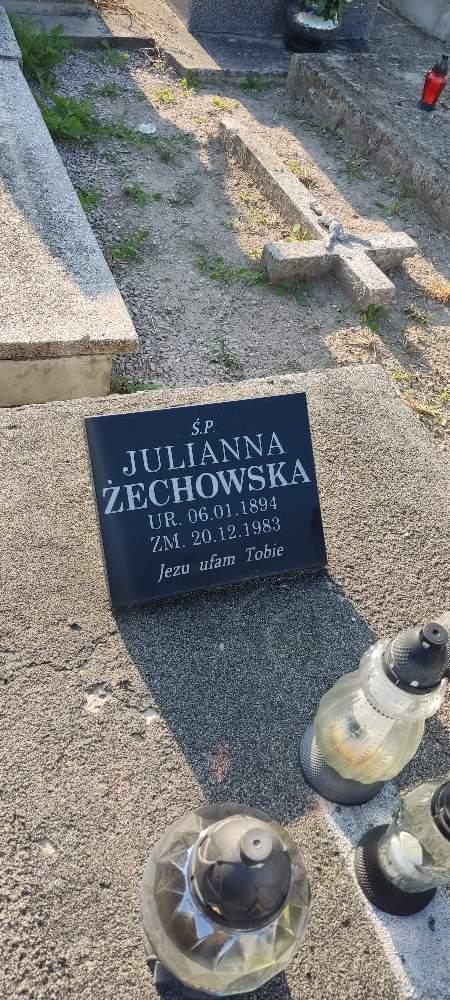 Ś.P.
JULIANNA
ŻECHOWSKA
UR. 06.01.1894
ZM. 20.12.1983
Jezu ufam Tobie